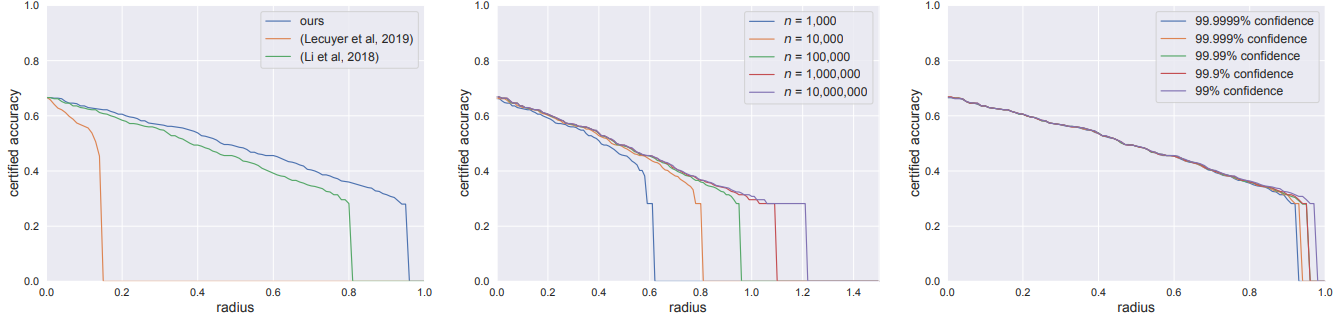 certified accuracy
1.0
0.8
0.6
0.4
0.2
0.0
ours
(Lecuyer et al, 2019)
(Li et al, 2018)
0.0 0.2 0.4 0.6 0.8 1.0
radius
certified accuracy
1.0
0.8
0.6
0.4
0.2
0.0
n = 1,000
n = 10,000
n = 100,000
n = 1,000,000
n = 10,000,000
0.0 0.2 0.4 0.6 0.8 1.0 1.2 1.4
radius
certified accuracy
1.0
0.8
0.6
0.4
0.2
0.0
99.9999% confidence
99.999% confidence
99.99% confidence
99.9% confidence
99% confidence
0.0 0.2 0.4 0.6 0.8 1.0
radius